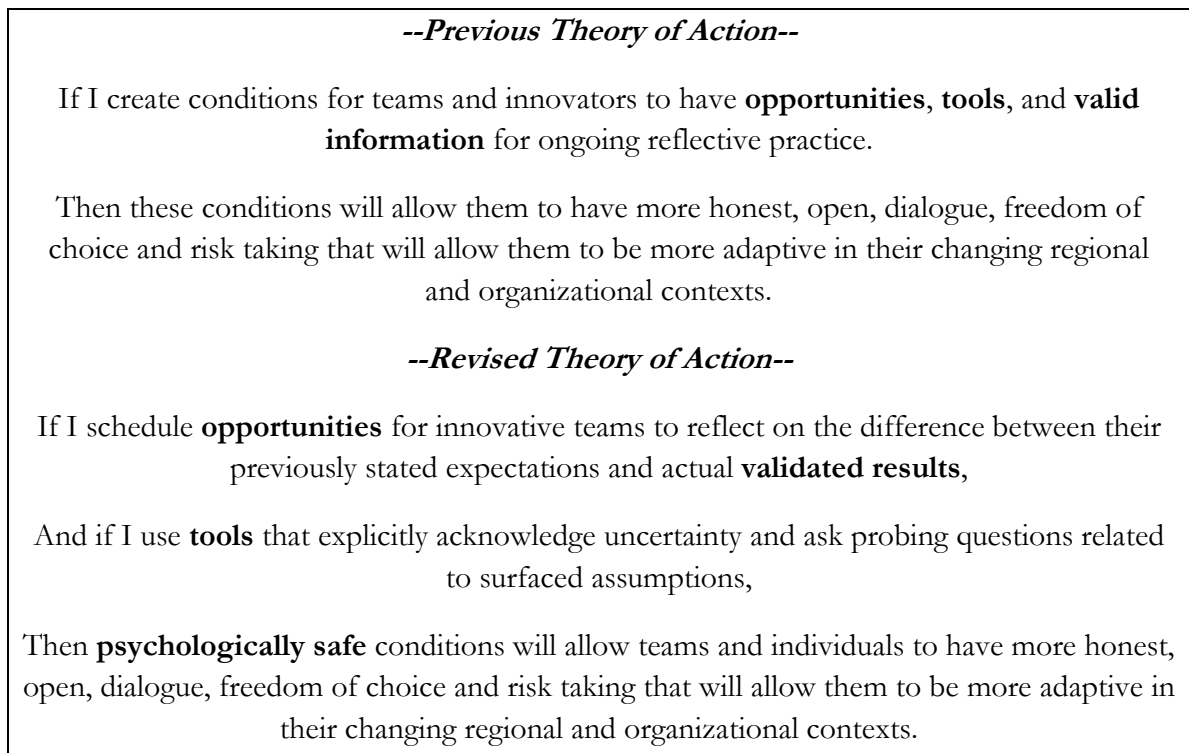 --Previous Theory of Action--
If I create conditions for teams and innovators to have opportunities, tools, and valid
information for ongoing reflective practice.
Then these conditions will allow them to have more honest, open, dialogue, freedom of
choice and risk taking that will allow them to be more adaptive in their changing regional
and organizational contexts.
--Revised Theory of Action--
If I schedule opportunities for innovative teams to reflect on the difference between their
previously stated expectations and actual validated results,
And if I use tools that explicitly acknowledge uncertainty and ask probing questions related
to surfaced assumptions,
Then psychologically safe conditions will allow teams and individuals to have more honest,
open, dialogue, freedom of choice and risk taking that will allow them to be more adaptive in
their changing regional and organizational contexts.